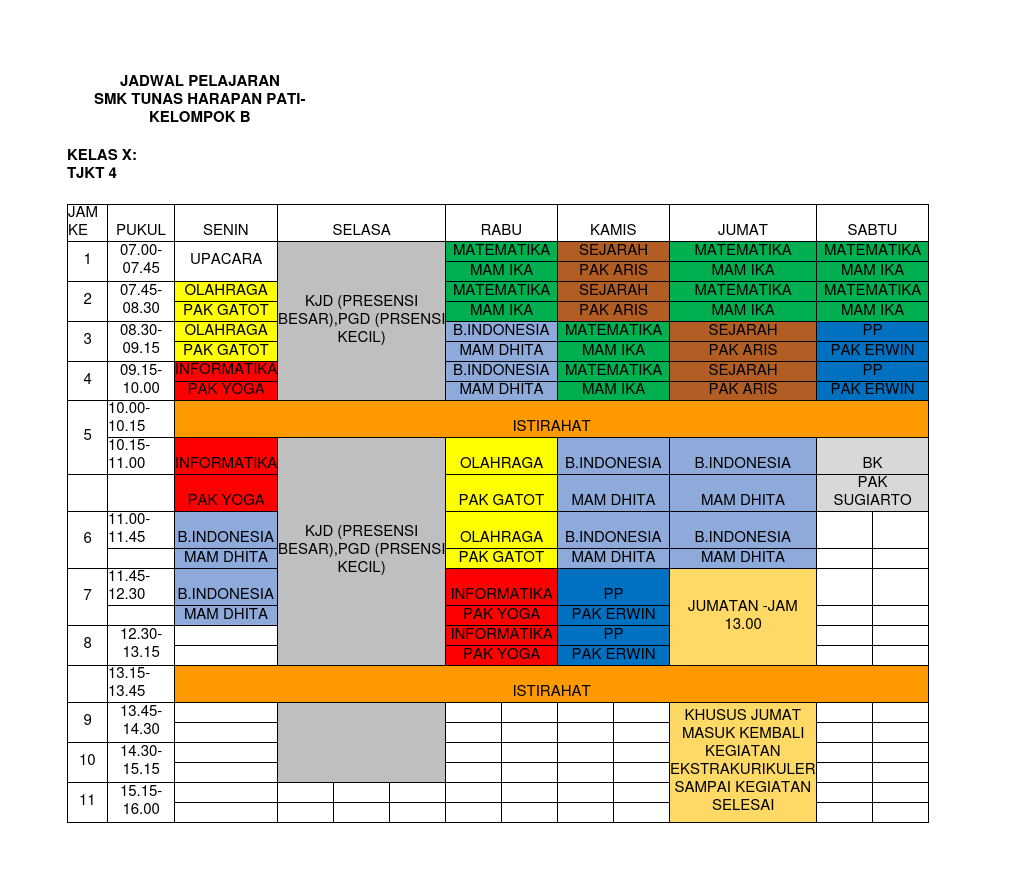 JADWAL PELAJARAN
SMK TUNAS HARAPAN PATI-
KELOMPOK B
KELAS X:
TJKT 4
JAM
KE PUKUL SENIN SELASA RABU KAMIS JUMAT SABTU
1 07.00-
07.45 UPACARA MATEMATIKA SEJARAH MATEMATIKA MATEMATIKA
MAM IKA PAK ARIS MAM IKA MAM IKA
2 07.45-
08.30 OLAHRAGA MATEMATIKA SEJARAH MATEMATIKA MATEMATIKA
PAK GATOT MAM IKA PAK ARIS MAM IKA MAM IKA
KJD (PRESENSI
BESAR),PGD (PRSENSI
KECIL)
3 08.30-
09.15 OLAHRAGA B.INDONESIA MATEMATIKA SEJARAH PP
PAK GATOT MAM DHITA MAM IKA PAK ARIS PAK ERWIN
4 09.15-
10.00 INFORMATIKA B.INDONESIA MATEMATIKA SEJARAH PP
PAK YOGA MAM DHITA MAM IKA PAK ARIS PAK ERWIN
5 10.00-
10.15 ISTIRAHAT
10.15-
11.00 INFORMATIKA OLAHRAGA B.INDONESIA B.INDONESIA BK
PAK YOGA PAK GATOT MAM DHITA MAM DHITA PAK
SUGIARTO
KJD (PRESENSI
BESAR),PGD (PRSENSI
KECIL)
6 11.00-
11.45 B.INDONESIA OLAHRAGA B.INDONESIA B.INDONESIA
MAM DHITA PAK GATOT MAM DHITA MAM DHITA
7 11.45-
12.30 B.INDONESIA INFORMATIKA PP
MAM DHITA PAK YOGA PAK ERWIN
JUMATAN -JAM
13.00
8 12.30-
13.15 INFORMATIKA PP
PAK YOGA PAK ERWIN
13.15-
13.45 ISTIRAHAT
9 13.45-
14.30
10 14.30-
15.15
11 15.15-
16.00
KHUSUS JUMAT
MASUK KEMBALI
KEGIATAN
EKSTRAKURIKULER
SAMPAI KEGIATAN
SELESAI